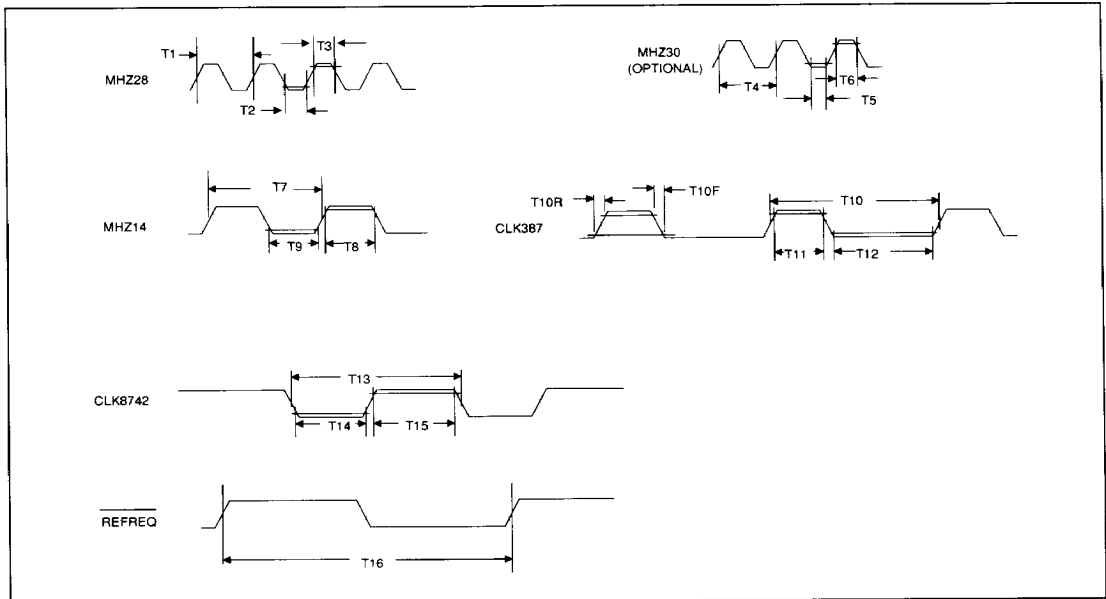 T1
T3
MHZ28
T2
MHZ30
(OPTIONAL)
T4
T6
T5
T7
MHZ14
T9
T8
T10R
T10F
T10
CLK387
T11
T12
T13
CLK8742
T14
T15
REFREQ
T16